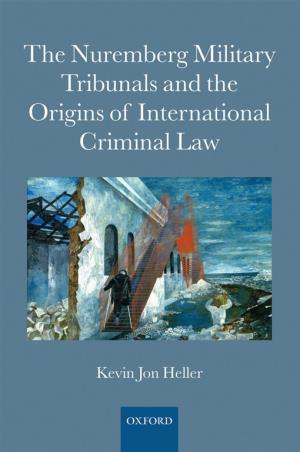 The Nuremberg Military
Tribunals and the
Origins of International
Criminal Law
Kevin Jon Heller
OXFORD